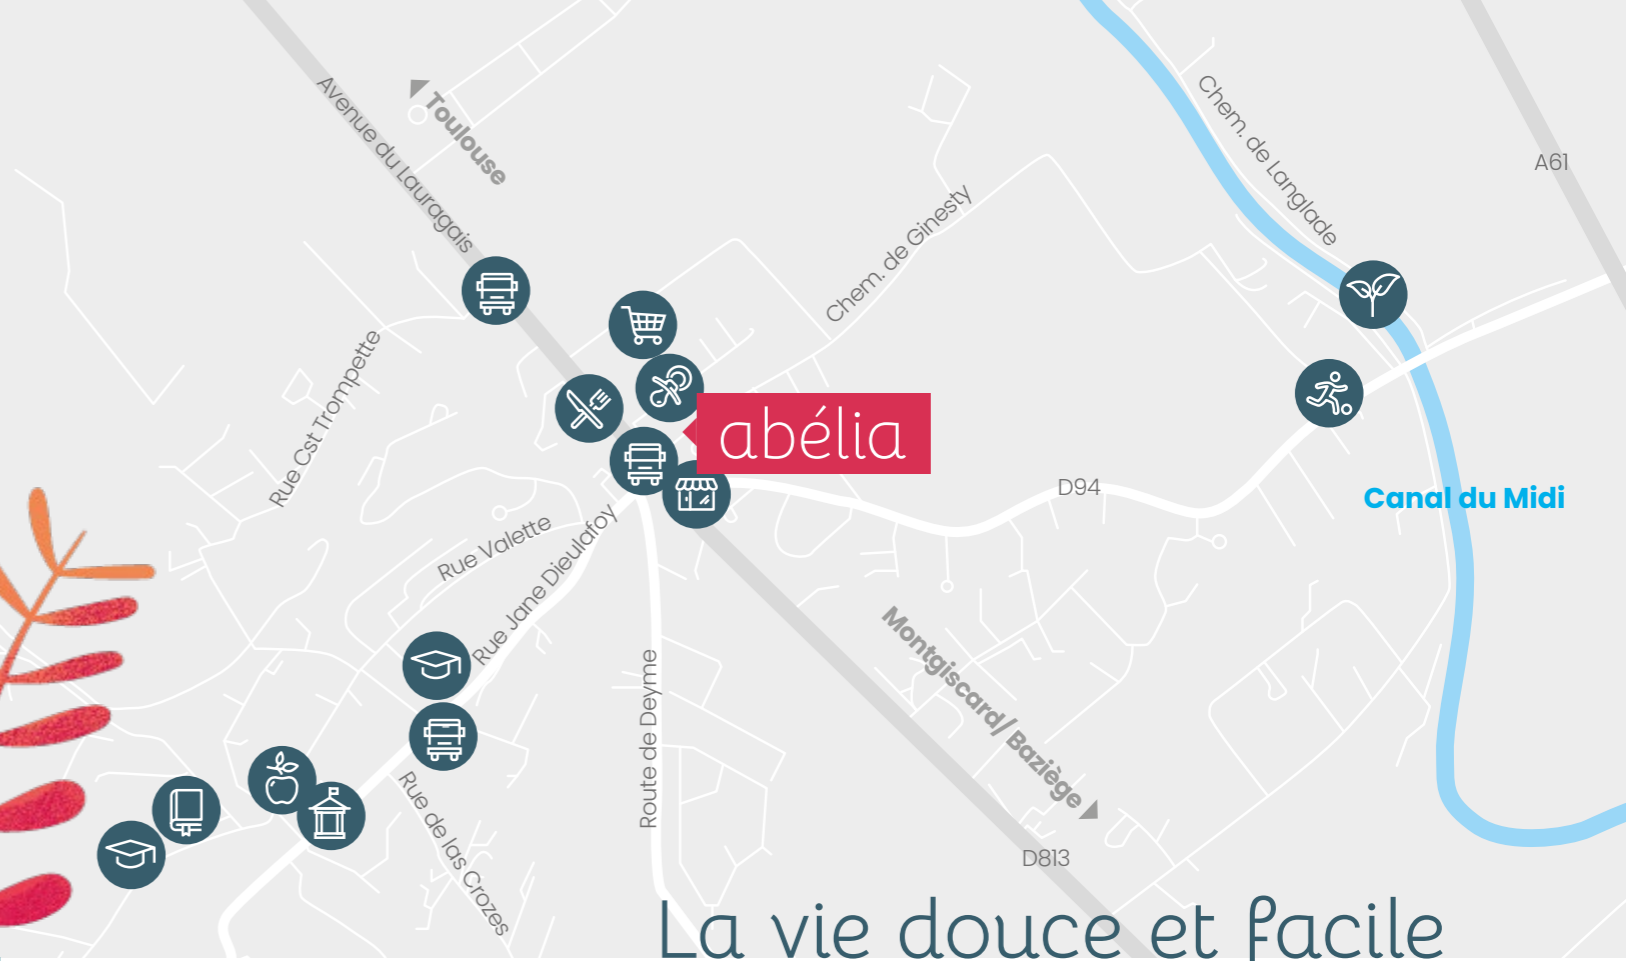 Avenue du Lauragais
Toulouse
Chem. de Langlade
A61
Chem. de Ginesty
Rue Cst Trompette
abélia
D94
Canal du Midi
Rue Valette
Rue Jane Dieulafoy
Montgiscard/Baziège
Route de Deyme
Rue de las Crozes
D813
La vie douce et facile